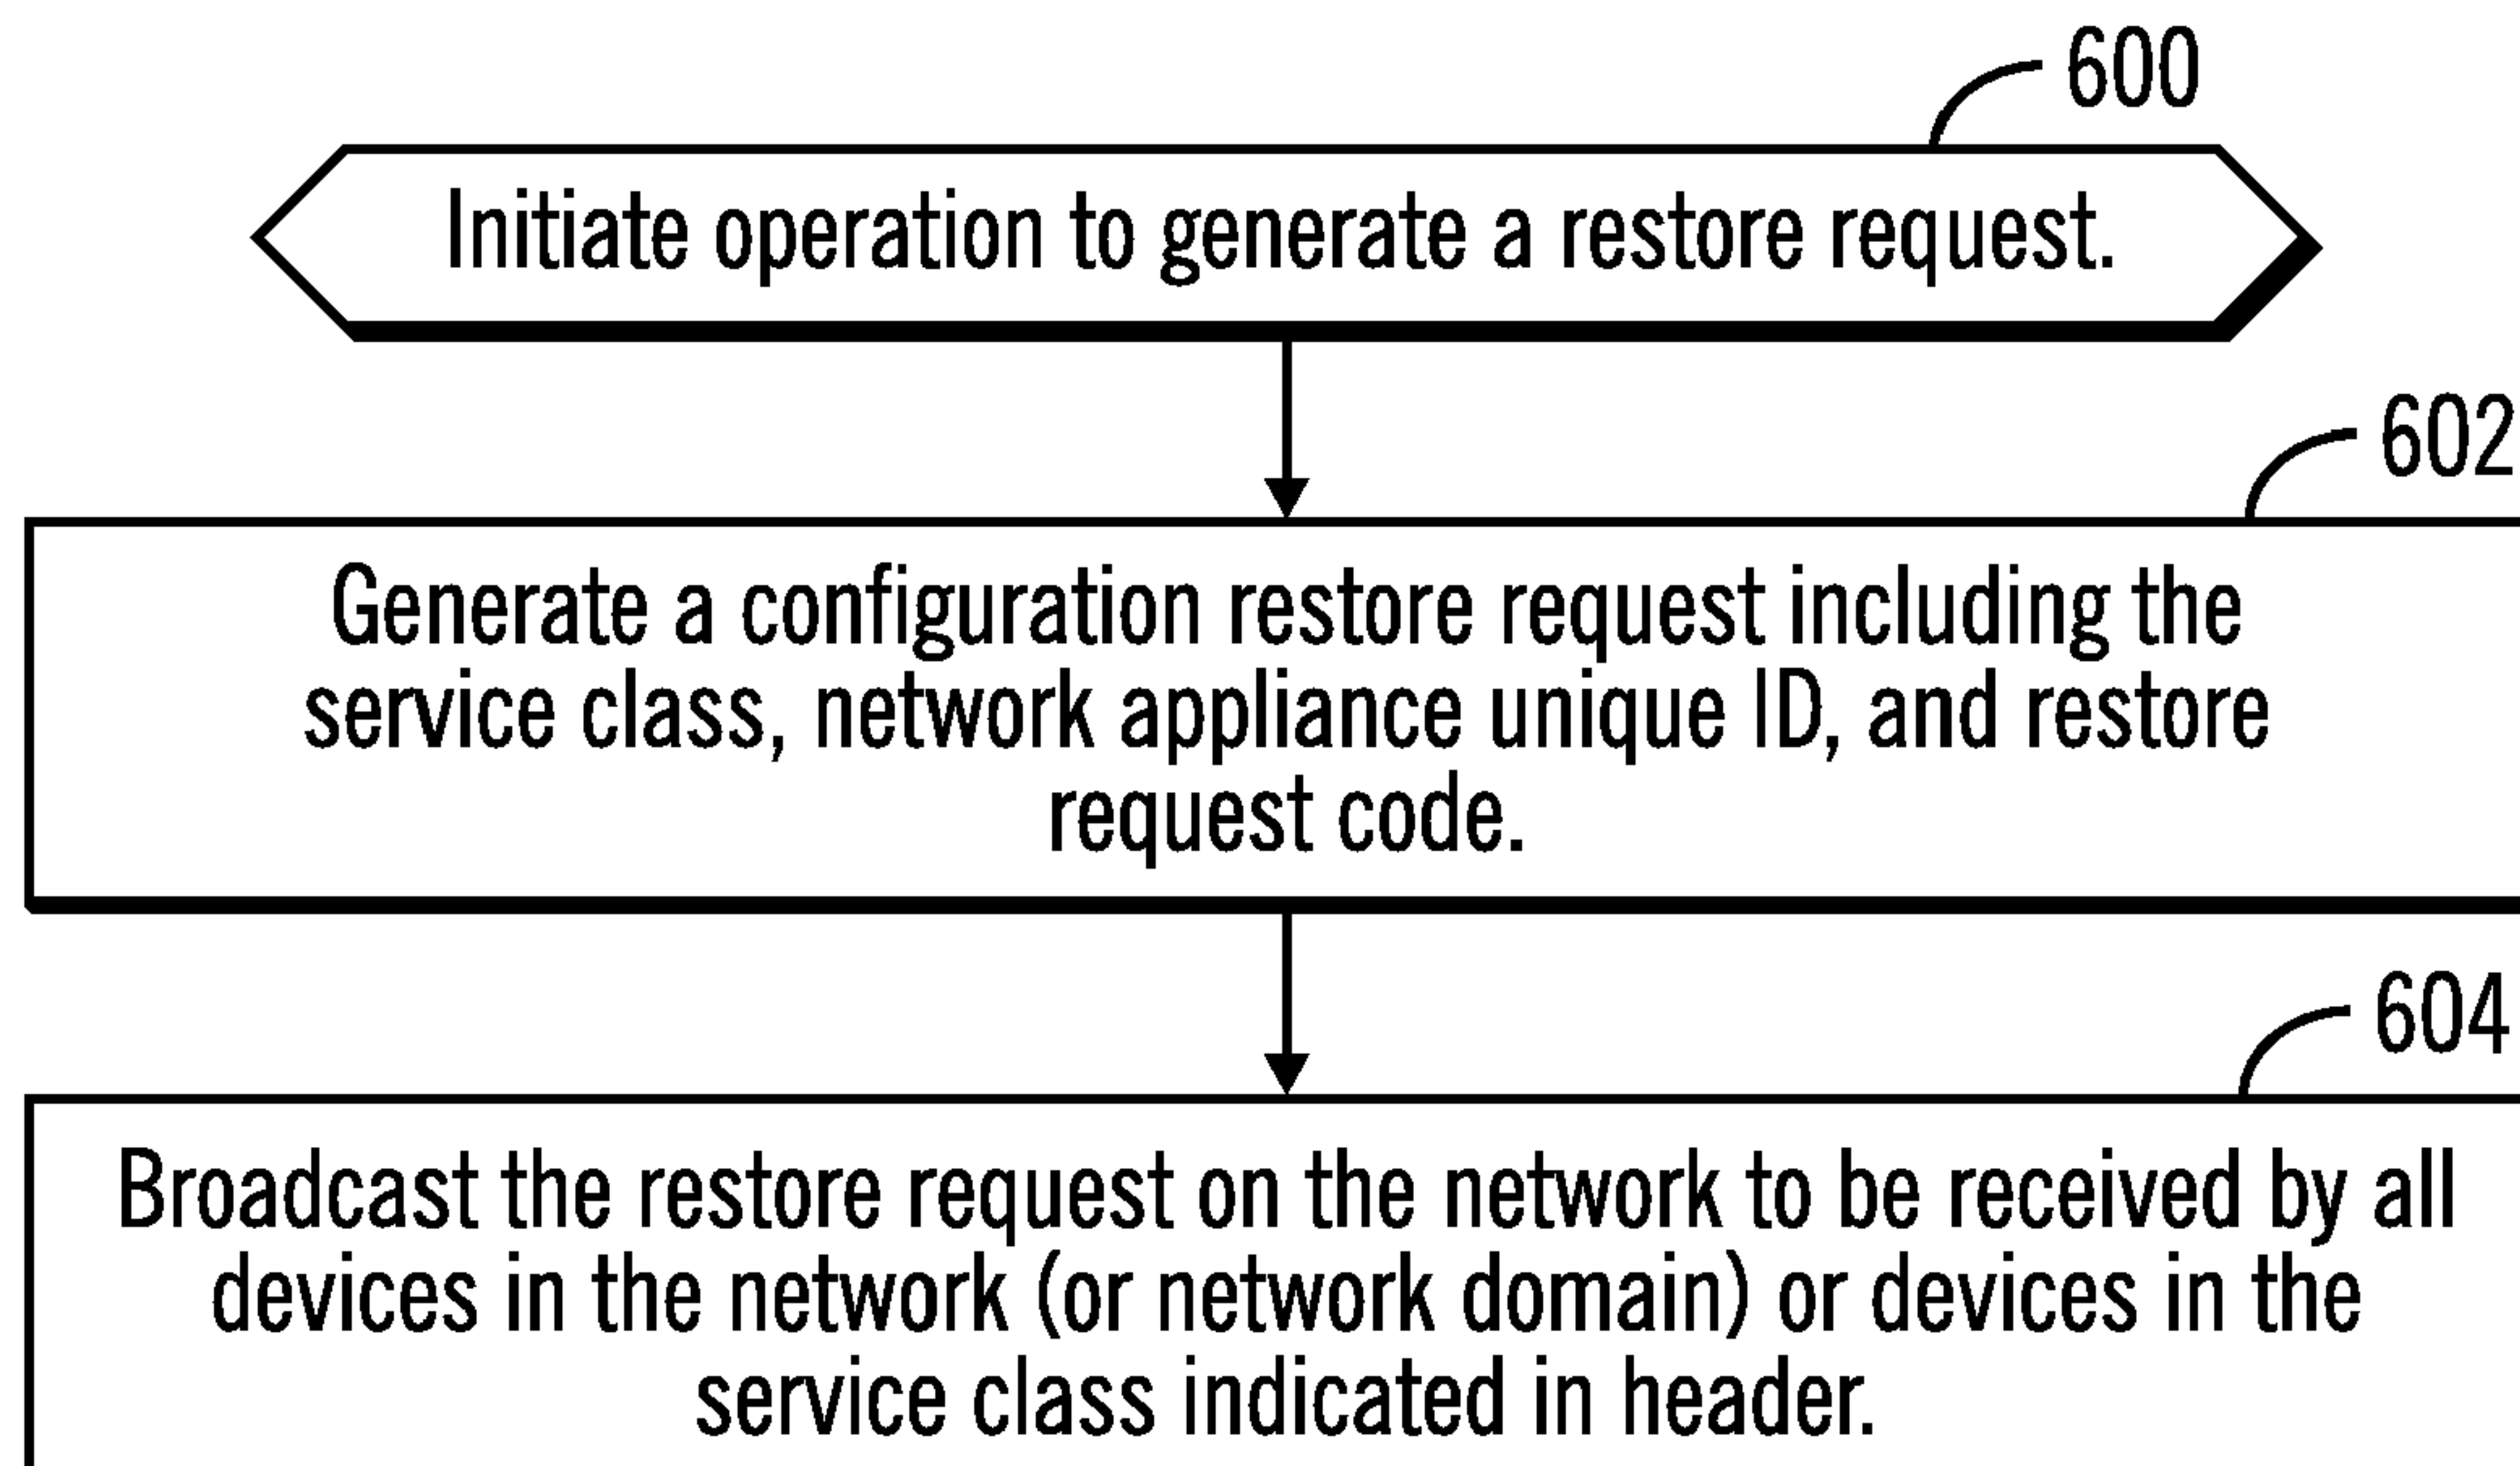 600
Initiate operation to generate a restore request.
602
Generate a configuration restore request including the
service class, network appliance unique ID, and restore
request code.
604
Broadcast the restore request on the network to be received by all
devices in the network (or network domain) or devices in the
service class indicated in header.